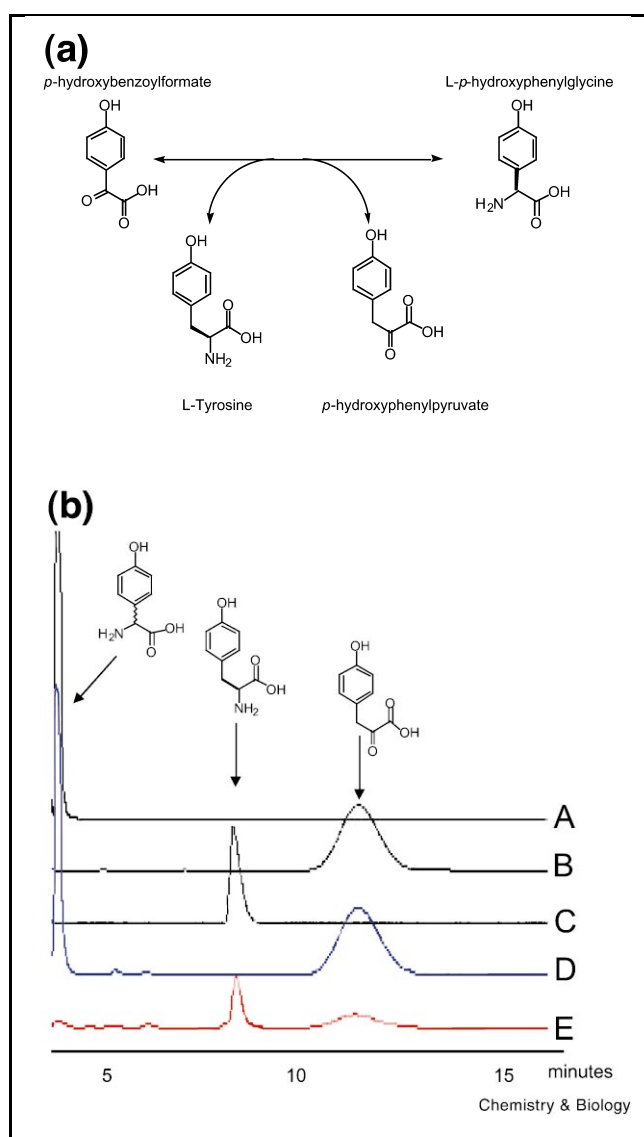 (a)
p-hydroxybenzoylformate
L-p-hydroxyphenylglycine
OH
OH
O
OH
O
H₂N
OH
O
OH
OH
O
OH
NH₂
O
OH
O
L-Tyrosine
p-hydroxyphenylpyruvate
(b)
OH
H₂N
OH
O
OH
O
OH
NH₂
OH
O
OH
O
A
B
C
D
E
5 10 15 minutes
Chemistry & Biology